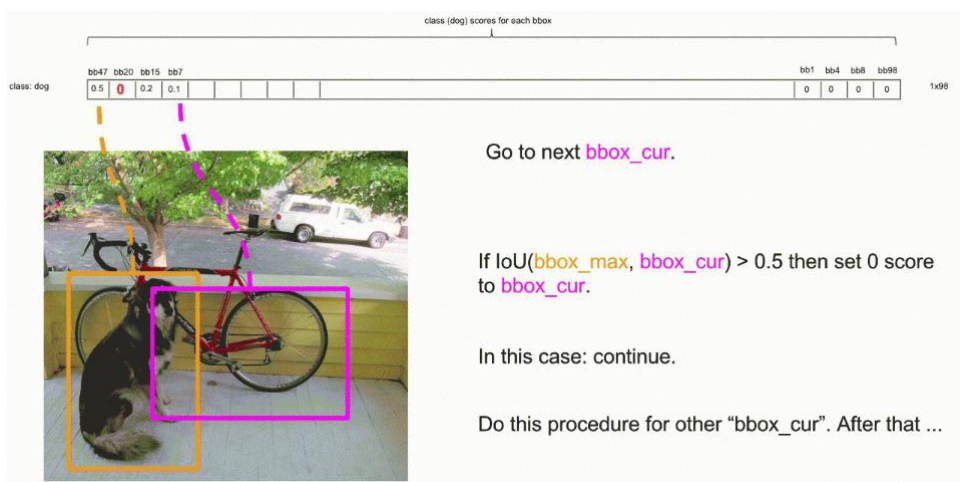 class (dog) scores for each bbox
bb47 bb20 bb15 bb7 bb1 bb4 bb8 bb98
class: dog 0.5 0 0.2 0.1 0 0 0 0 1x98
Go to next bbox_cur.
If IoU(bbox_max, bbox_cur) > 0.5 then set 0 score
to bbox_cur.
In this case: continue.
Do this procedure for other “bbox_cur”. After that ...